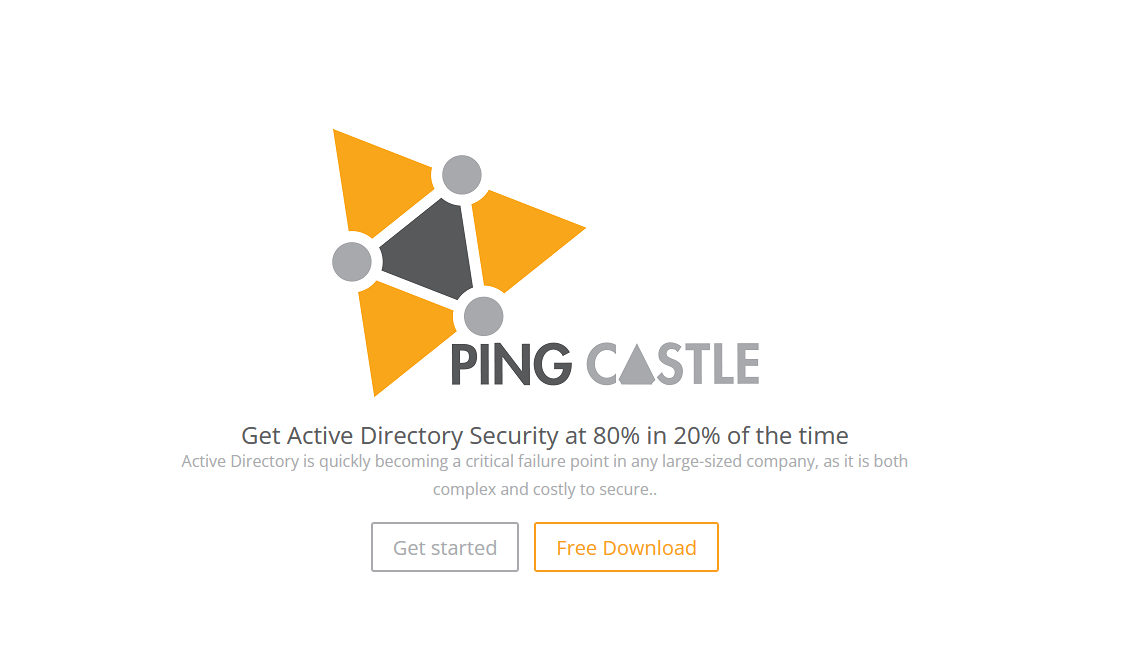 PING CASTLE
Get Active Directory Security at 80% in 20% of the time
Active Directory is quickly becoming a critical failure point in any large-sized company, as it is both
complex and costly to secure..
Get started
Free Download